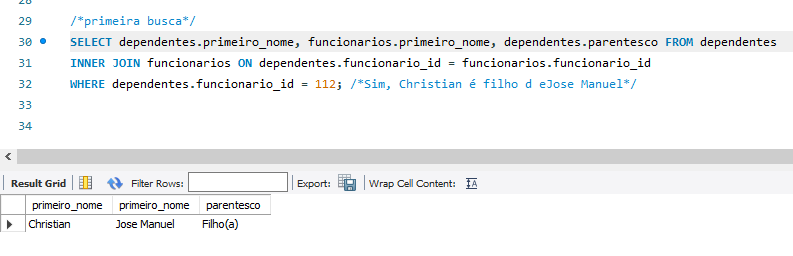 29 /*primeira busca*/
30 SELECT dependentes.primeiro_nome, funcionarios.primeiro_nome, dependentes.parentesco FROM dependentes
31 INNER JOIN funcionarios ON dependentes.funcionario_id = funcionarios.funcionario_id
32 WHERE dependentes.funcionario_id = 112; /*Sim, Christian é filho d eJose Manuel*/
33
34
Result Grid Filter Rows: Export: Wrap Cell Content:
primeiro_nome primeiro_nome parentesco
Christian Jose Manuel Filho(a)